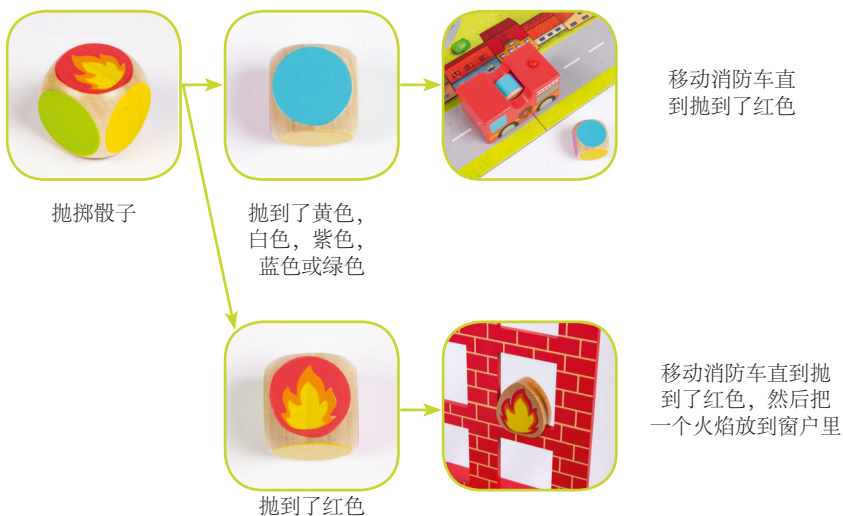 移动消防车直
到抛到了红色
抛掷骰子
抛到了黄色，
白色，紫色，
蓝色或绿色
移动消防车直到抛
到了红色，然后把
一个火焰放到窗户里
抛到了红色